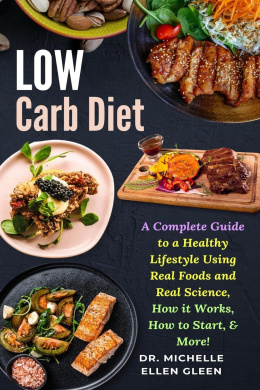 LOW
Carb Diet
A Complete Guide
to a Healthy
Lifestyle Using
Real Foods and
Real Science,
How it Works,
How to Start, &
More!
DR. MICHELLE
ELLEN GLEEN